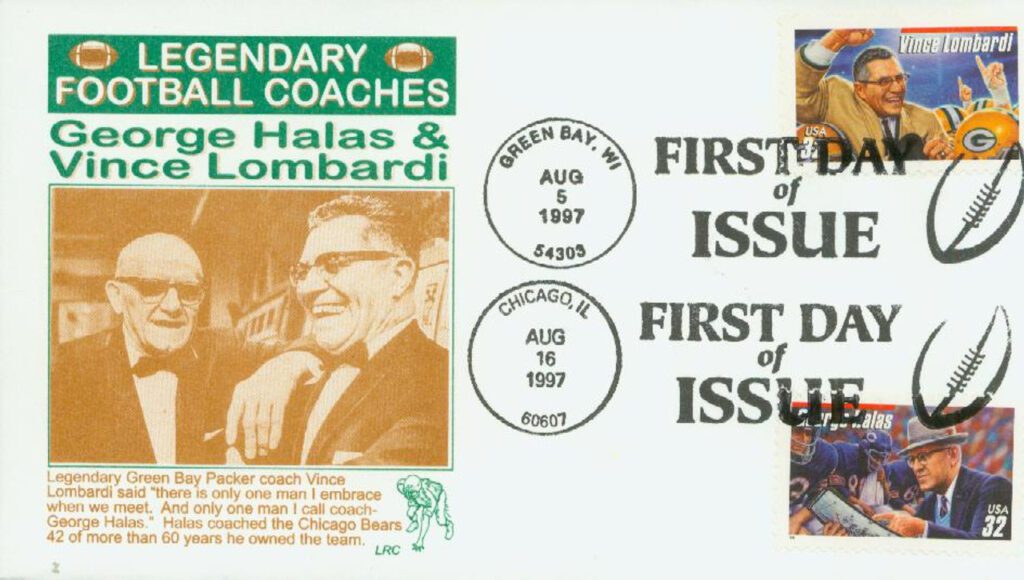 LEGENDARY
FOOTBALL COACHES
George Halas &
Vince Lombardi
Legendary Green Bay Packer coach Vince
Lombardi said "there is only one man I embrace
when we meet. And only one man I call coach-
George Halas." Halas coached the Chicago Bears
42 of more than 60 years he owned the team.
LRC
GREEN BAY, WI
AUG
5
1997
54303
FIRST DAY
of
ISSUE
Vince Lombardi
USA
32
G
CHICAGO, IL
AUG
16
1997
60607
FIRST DAY
of
ISSUE
George Halas
USA
32